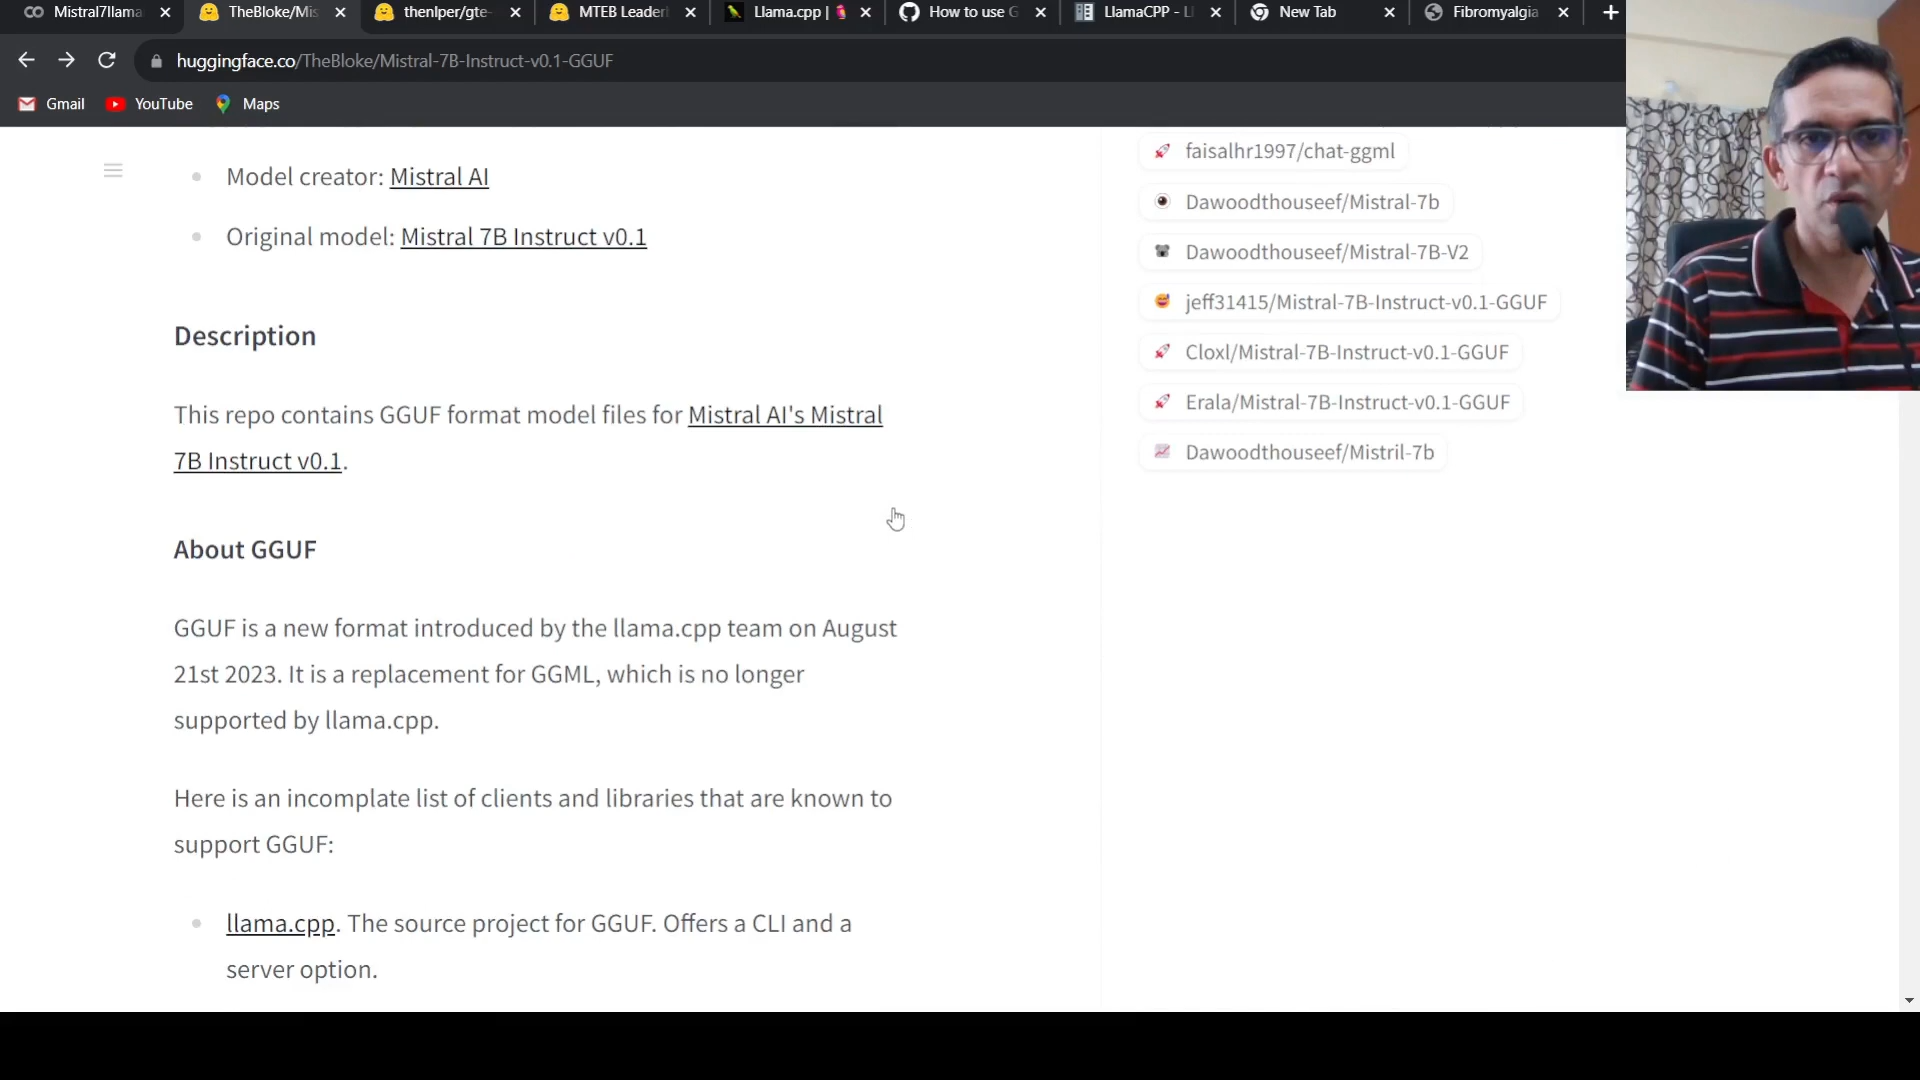 Mistral7llama
TheBloke/Mis
thenlper/gte-
MTEB Leader
Llama.cpp |
How to use G
LlamaCPP - Ll
New Tab
Fibromyalgia
huggingface.co/TheBloke/Mistral-7B-Instruct-v0.1-GGUF
Gmail
YouTube
Maps
Model creator: Mistral AI
Original model: Mistral 7B Instruct v0.1
Description
This repo contains GGUF format model files for Mistral AI's Mistral
7B Instruct v0.1.
About GGUF
GGUF is a new format introduced by the llama.cpp team on August
21st 2023. It is a replacement for GGML, which is no longer
supported by llama.cpp.
Here is an incomplate list of clients and libraries that are known to
support GGUF:
llama.cpp. The source project for GGUF. Offers a CLI and a
server option.
faisalhr1997/chat-ggml
Dawoodthouseef/Mistral-7b
Dawoodthouseef/Mistral-7B-V2
jeff31415/Mistral-7B-Instruct-v0.1-GGUF
Cloxl/Mistral-7B-Instruct-v0.1-GGUF
Erala/Mistral-7B-Instruct-v0.1-GGUF
Dawoodthouseef/Mistril-7b